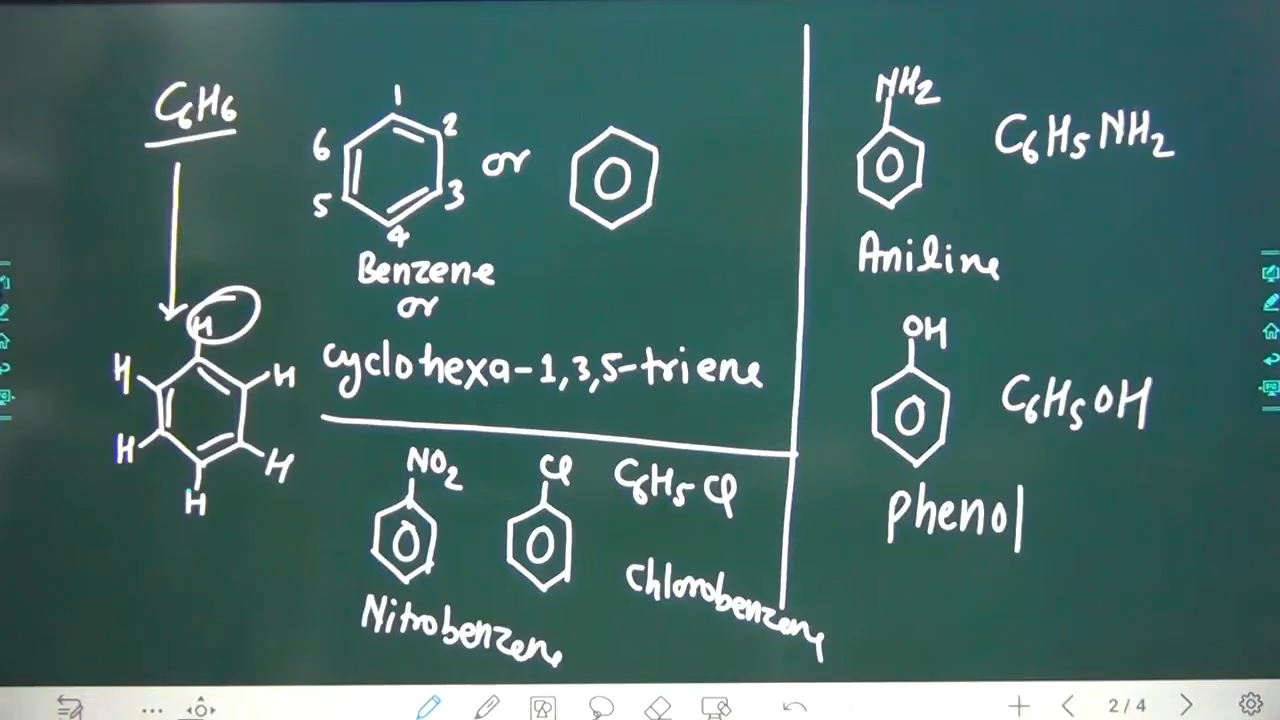 C6H6
1
2
3
4
5
6
or
Benzene
or
cyclohexa-1,3,5-triene
H
H
H
H
H
H
NO2
Nitrobenzene
Cl
C6H5Cl
Chlorobenzene
NH2
C6H5NH2
Aniline
OH
C6H5OH
Phenol
2/4